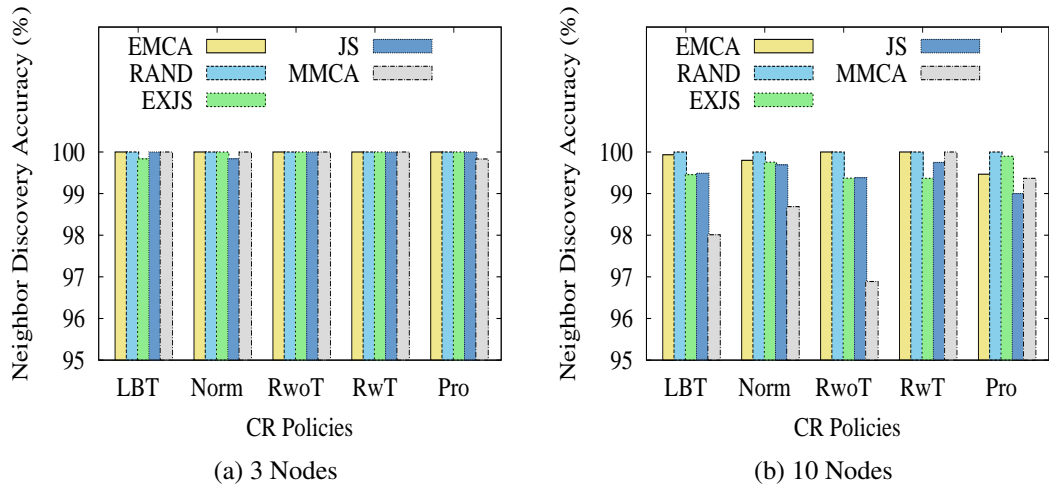 Neighbor Discovery Accuracy (%)
EMCA
RAND
EXJS
JS
MMCA
100
99
98
97
96
95
LBT Norm RwoT RwT Pro
CR Policies
(a) 3 Nodes
Neighbor Discovery Accuracy (%)
EMCA
RAND
EXJS
JS
MMCA
100
99
98
97
96
95
LBT Norm RwoT RwT Pro
CR Policies
(b) 10 Nodes